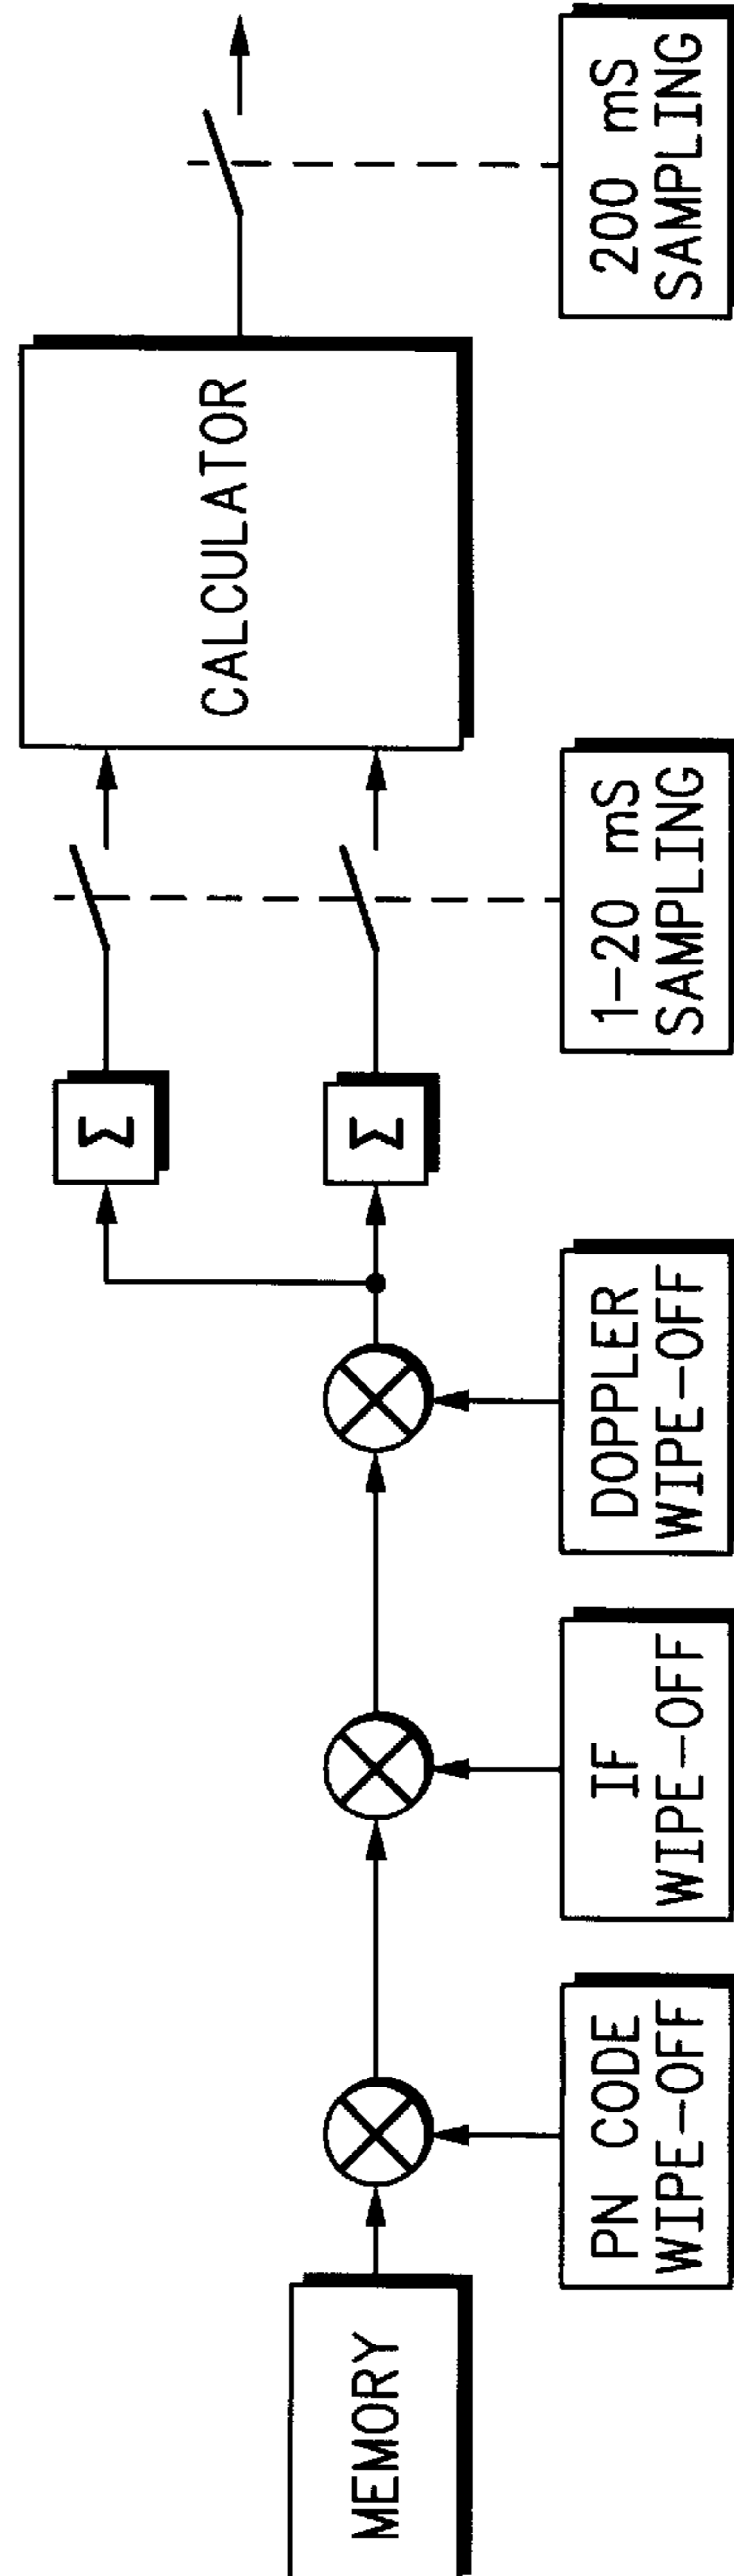 MEMORY
PN CODE
WIPE-OFF
IF
WIPE-OFF
DOPPLER
WIPE-OFF
Σ
Σ
1-20 mS
SAMPLING
CALCULATOR
200 mS
SAMPLING